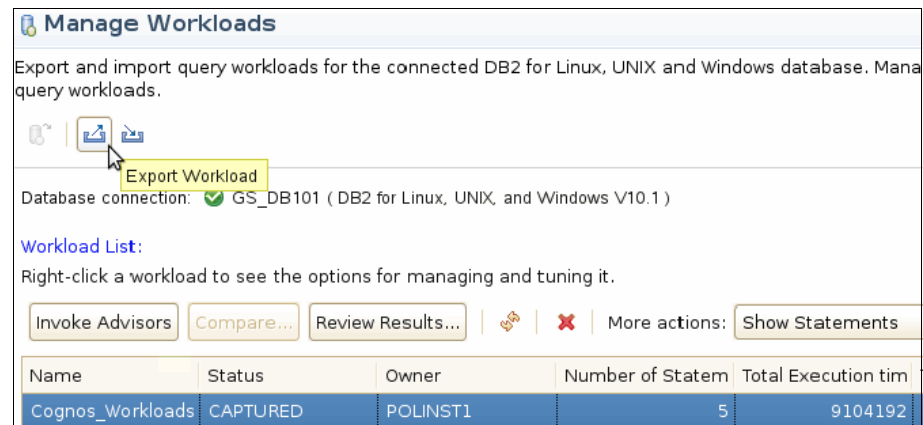 Manage Workloads
Export and import query workloads for the connected DB2 for Linux, UNIX and Windows database. Mana
query workloads.
Export Workload
Database connection: GS_DB101 ( DB2 for Linux, UNIX, and Windows V10.1 )
Workload List:
Right-click a workload to see the options for managing and tuning it.
Invoke Advisors Compare... Review Results... More actions: Show Statements
Name Status Owner Number of Statem Total Execution tim
Cognos_Workloads CAPTURED POLINST1 5 9104192